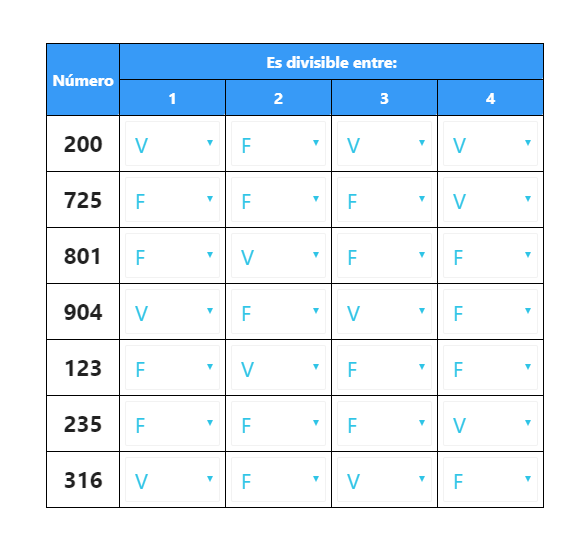 Número
Es divisible entre:
1 2 3 4
200 V F V V
725 F F F V
801 F V F F
904 V F V F
123 F V F F
235 F F F V
316 V F V F